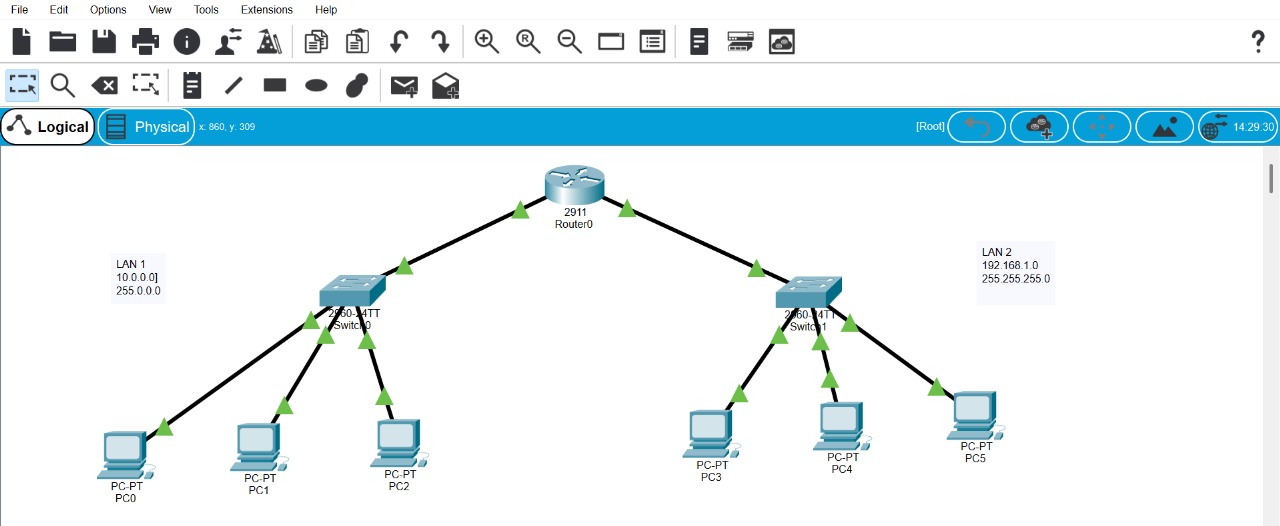 File Edit Options View Tools Extensions Help
Logical
Physical
x: 860, y: 309
[Root]
14:29:30
2911
Router0
LAN 1
10.0.0.0]
255.0.0.0
LAN 2
192.168.1.0
255.255.255.0
2960-24TT
Switch0
2960-24TT
Switch1
PC-PT
PC0
PC-PT
PC1
PC-PT
PC2
PC-PT
PC3
PC-PT
PC4
PC-PT
PC5